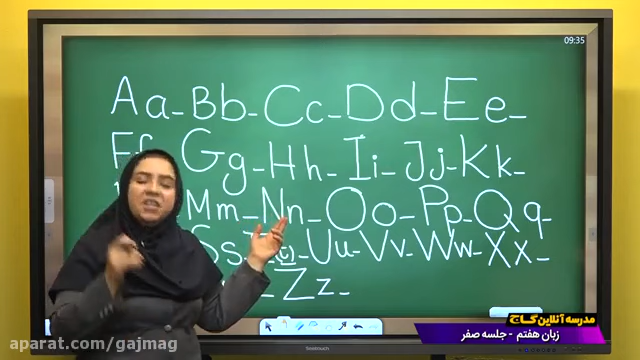 09:35
Aa - Bb - Cc - Dd - Ee -
Gg - Hh - Ii - Jj - Kk -
Mm - Nn - Oo - Pp - Qq -
Ss - Uu - Vv - Ww - Xx -
Zz -
مدرسه آنلاین گاج
زبان هفتم - جلسه صفر
aparat.com/gajmag